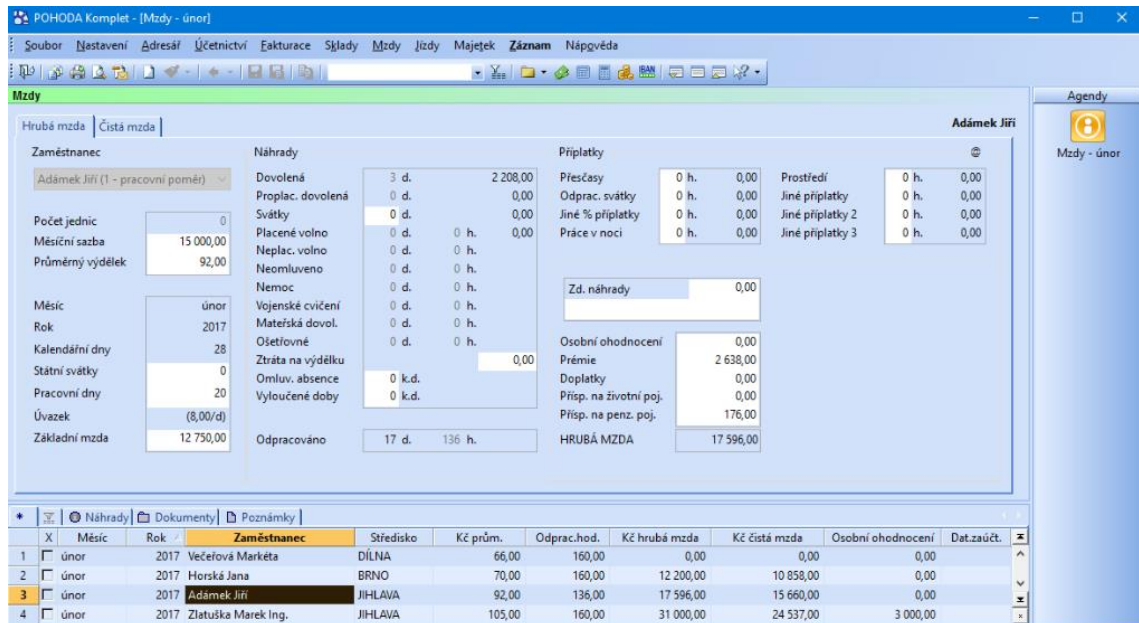 POHODA Komplet - [Mzdy - únor]
Soubor Nastavení Adresář Účetnictví Fakturace Sklady Mzdy Jízdy Majetek Záznam Nápověda
IBAN
Mzdy
Agendy
Hrubá mzda Čistá mzda Adámek Jiří
Mzdy - únor
Zaměstnanec Náhrady Příplatky
Adámek Jiří (1 - pracovní poměr)
Dovolená 3 d. 2 208,00 Přesčasy 0 h. 0,00 Prostředí 0 h. 0,00
Proplac. dovolená 0 d. 0,00 Odprac. svátky 0 h. 0,00 Jiné příplatky 0 h. 0,00
Počet jednic 0 Svátky 0 d. 0,00 Jiné % příplatky 0 h. 0,00 Jiné příplatky 2 0 h. 0,00
Měsíční sazba 15 000,00 Placené volno 0 d. 0 h. 0,00 Práce v noci 0 h. 0,00 Jiné příplatky 3 0 h. 0,00
Průměrný výdělek 92,00 Neplac. volno 0 d. 0 h.
Neomluveno 0 d. 0 h.
Nemoc 0 d. 0 h. Zd. náhrady 0,00
Měsíc únor Vojenské cvičení 0 d. 0 h.
Rok 2017 Mateřská dovol. 0 d. 0 h.
Kalendářní dny 28 Ošetřovné 0 d. 0 h. Osobní ohodnocení 0,00
Státní svátky 0 Ztráta na výdělku 0,00 Prémie 2 638,00
Pracovní dny 20 Omluv. absence 0 k.d. Doplatky 0,00
Vyloučené doby 0 k.d. Přísp. na životní poj. 0,00
Úvazek (8,00/d) Přísp. na penz. poj. 176,00
Základní mzda 12 750,00 Odpracováno 17 d. 136 h. HRUBÁ MZDA 17 596,00
* Náhrady Dokumenty Poznámky
X Měsíc Rok Zaměstnanec Středisko Kč prům. Odprac.hod. Kč hrubá mzda Kč čistá mzda Osobní ohodnocení Dat.zaúčt.
1 únor 2017 Večeřová Markéta DÍLNA 66,00 160,00 0,00 0,00 0,00
2 únor 2017 Horská Jana BRNO 70,00 160,00 12 200,00 10 858,00 0,00
3 únor 2017 Adámek Jiří JIHLAVA 92,00 136,00 17 596,00 15 660,00 0,00
4 únor 2017 Zlatuška Marek Ing. JIHLAVA 105,00 160,00 31 000,00 24 537,00 3 000,00